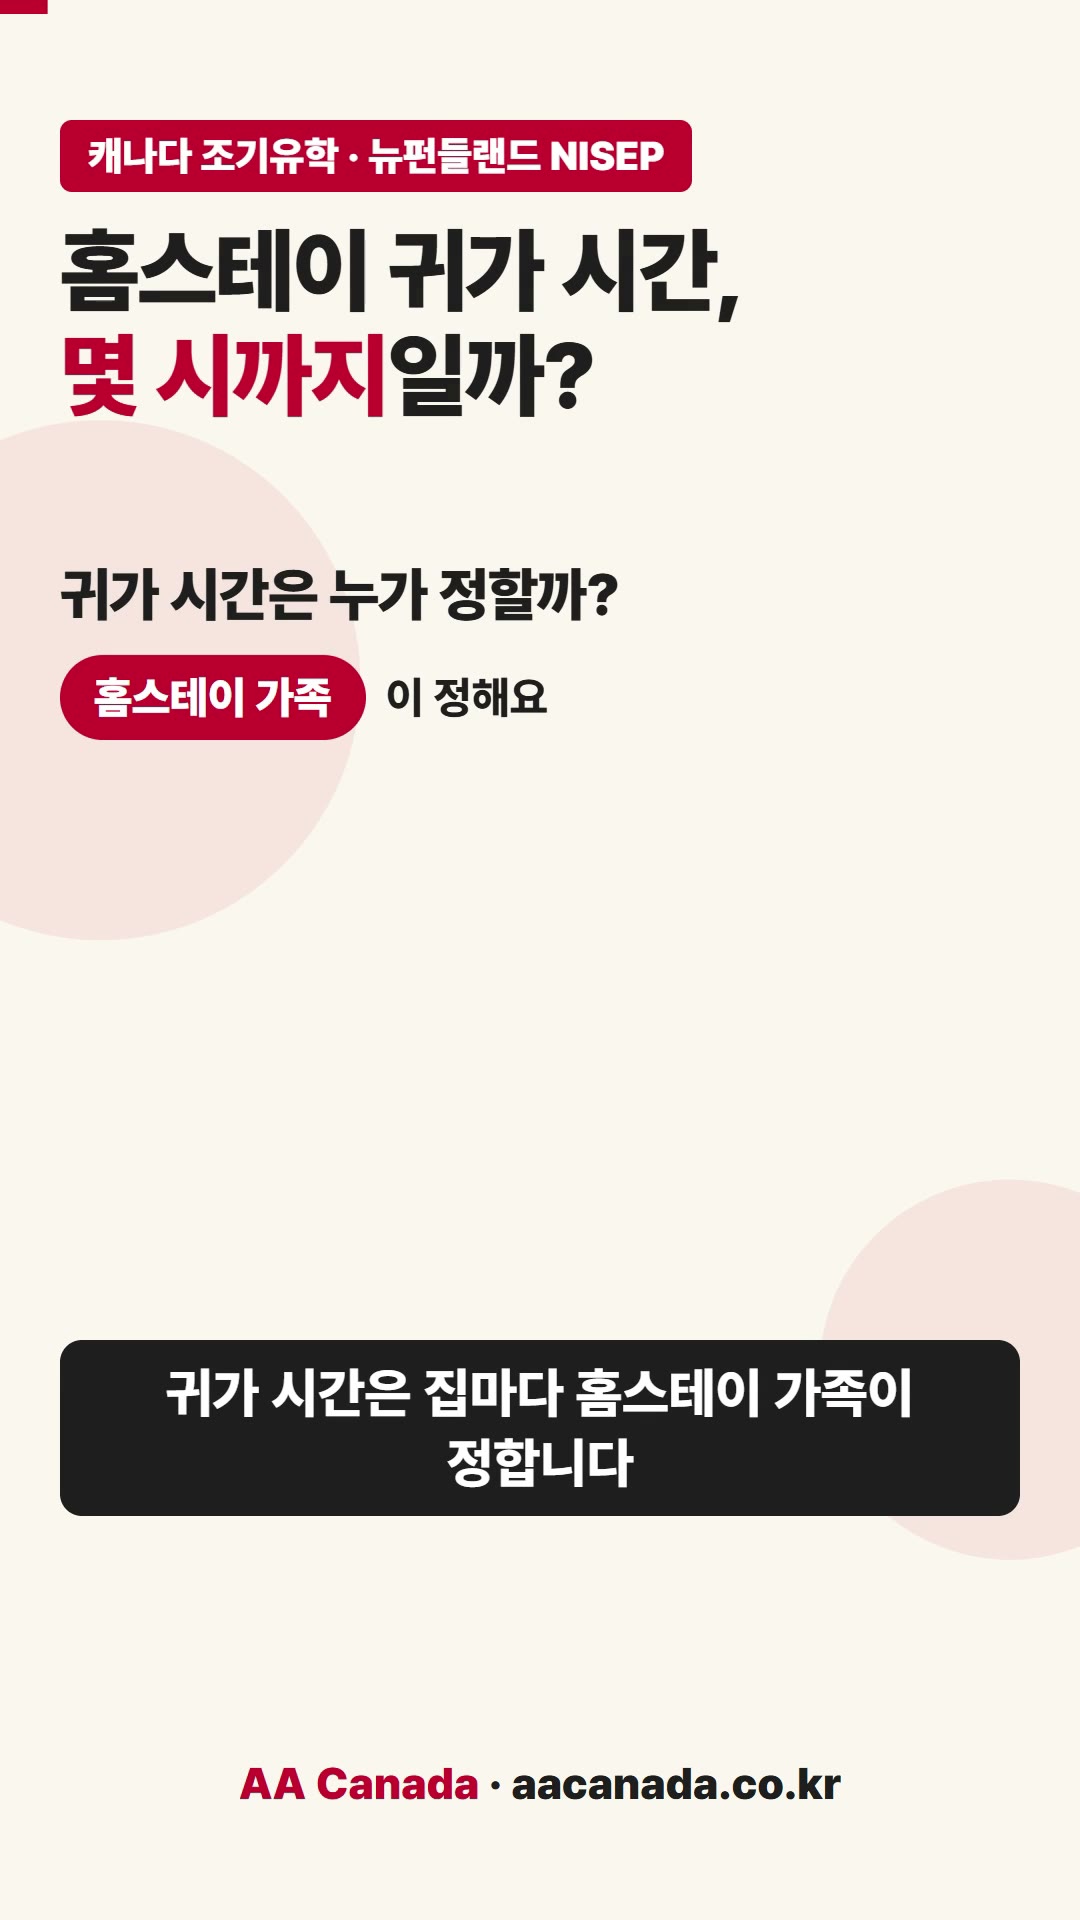 캐나다 조기유학 · 뉴펀들랜드 NISEP
홈스테이 귀가 시간,
몇 시까지일까?
귀가 시간은 누가 정할까?
홈스테이 가족 이 정해요
귀가 시간은 집마다 홈스테이 가족이
정합니다
AA Canada · aacanada.co.kr